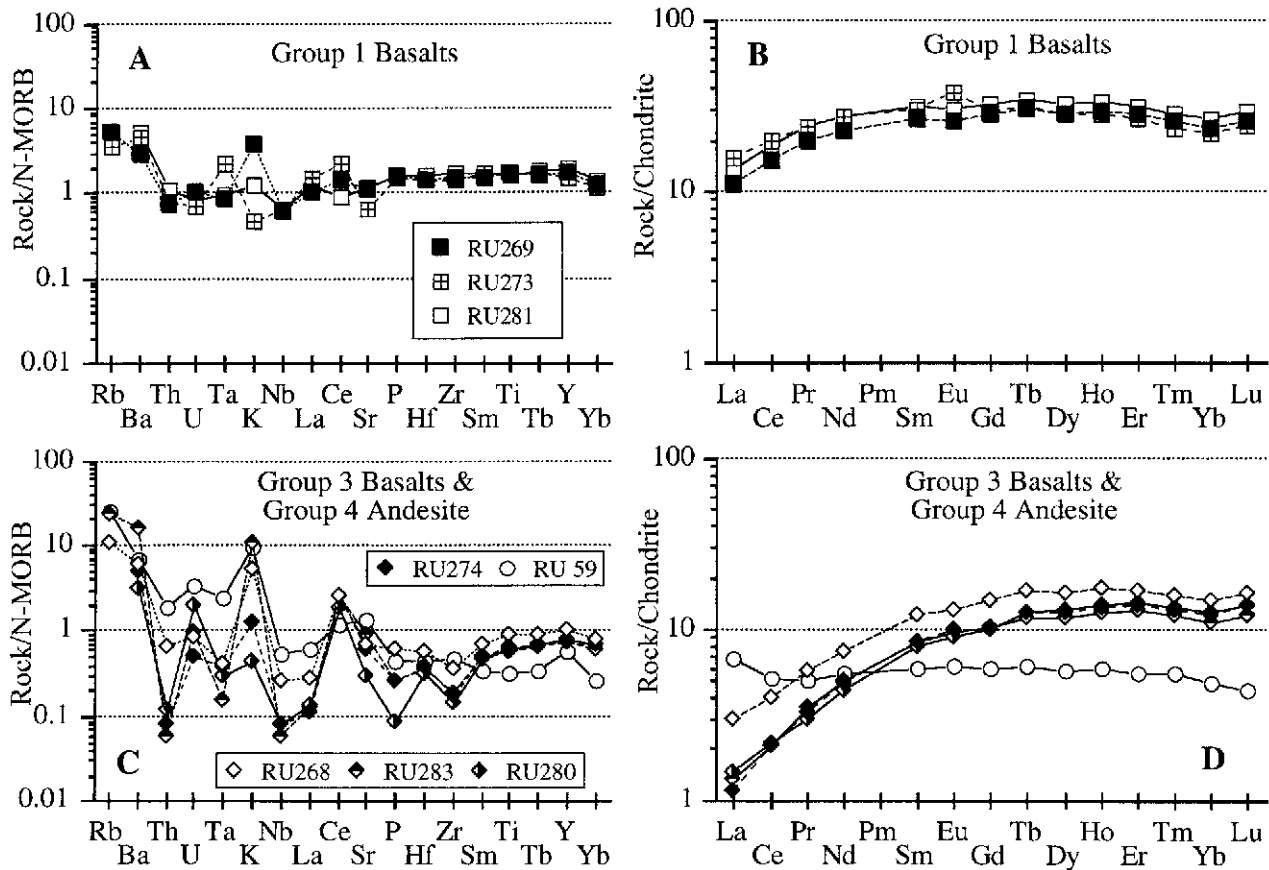 A
Group 1 Basalts
Rock/N-MORB
100
10
1
0.1
0.01
RU269
RU273
RU281
Rb Th Ta Nb Ce P Zr Ti Y
Ba U K La Sr Hf Sm Tb Yb
B
Group 1 Basalts
Rock/Chondrite
100
10
1
La Pr Pm Eu Tb Ho Tm Lu
Ce Nd Sm Gd Dy Er Yb
Group 3 Basalts &
Group 4 Andesite
Rock/N-MORB
100
10
1
0.1
0.01
RU274 RU 59
C
RU268 RU283 RU280
Rb Th Ta Nb Ce P Zr Ti Y
Ba U K La Sr Hf Sm Tb Yb
Group 3 Basalts &
Group 4 Andesite
Rock/Chondrite
100
10
1
D
La Pr Pm Eu Tb Ho Tm Lu
Ce Nd Sm Gd Dy Er Yb